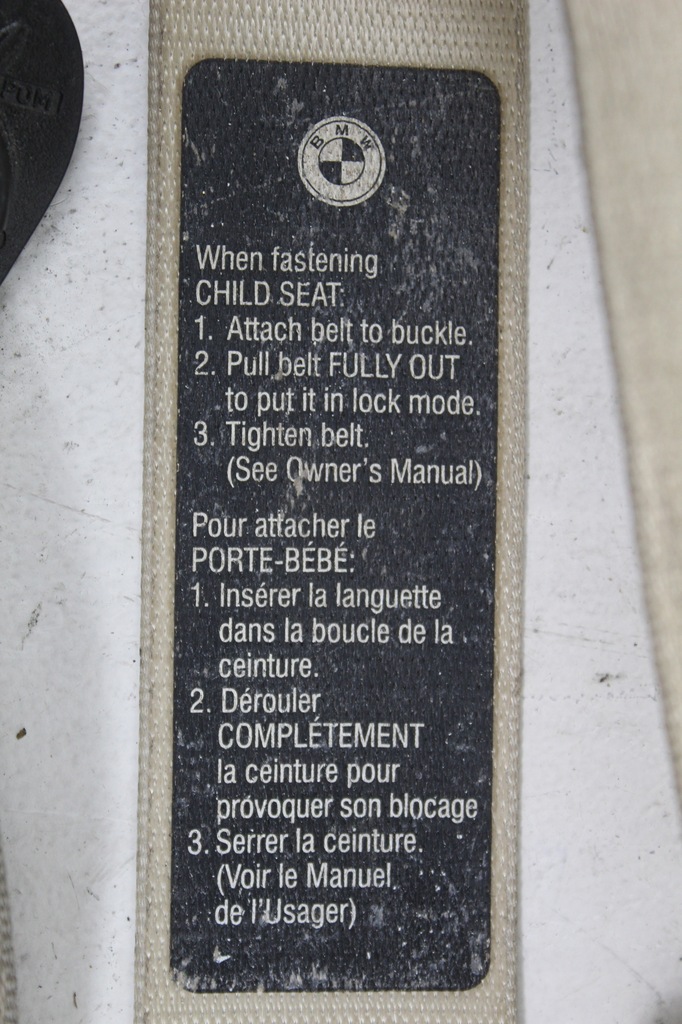 BMW
When fastening
CHILD SEAT:
1. Attach belt to buckle.
2. Pull belt FULLY OUT
to put it in lock mode.
3. Tighten belt.
(See Owner's Manual)
Pour attacher le
PORTE-BÉBÉ:
1. Insérer la languette
dans la boucle de la
ceinture.
2. Dérouler
COMPLÉTEMENT
la ceinture pour
provoquer son blocage
3. Serrer la ceinture.
(Voir le Manuel
de l'Usager)